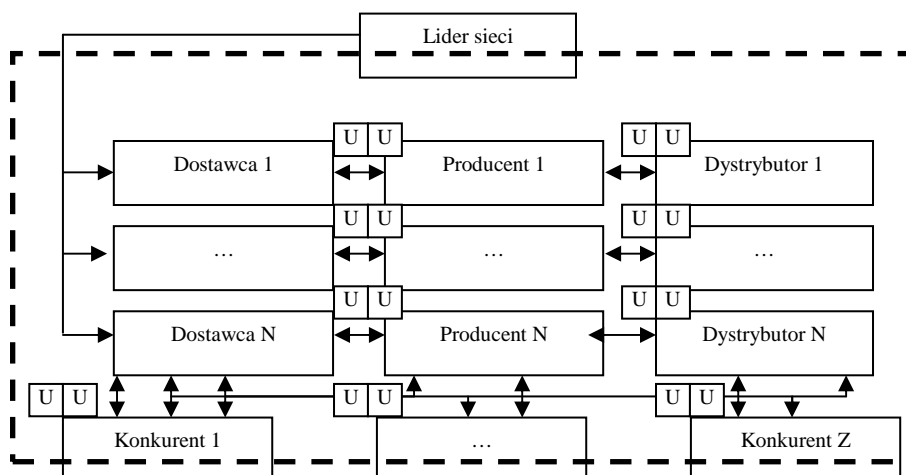 Lider sieci
U U U U
Dostawca 1 Producent 1 Dystrybutor 1
U U U U
… … …
U U U U
Dostawca N Producent N Dystrybutor N
U U U U U U
Konkurent 1 … Konkurent Z